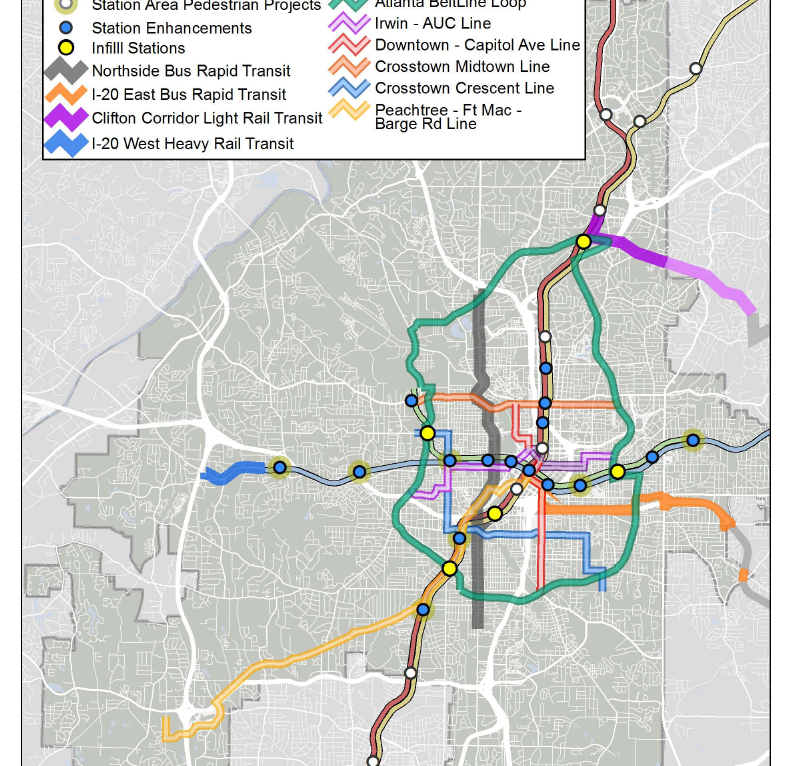 Station Area Pedestrian Projects
Station Enhancements
Infilll Stations
Northside Bus Rapid Transit
I-20 East Bus Rapid Transit
Clifton Corridor Light Rail Transit
I-20 West Heavy Rail Transit
Atlanta BeltLine Loop
Irwin - AUC Line
Downtown - Capitol Ave Line
Crosstown Midtown Line
Crosstown Crescent Line
Peachtree - Ft Mac -
Barge Rd Line